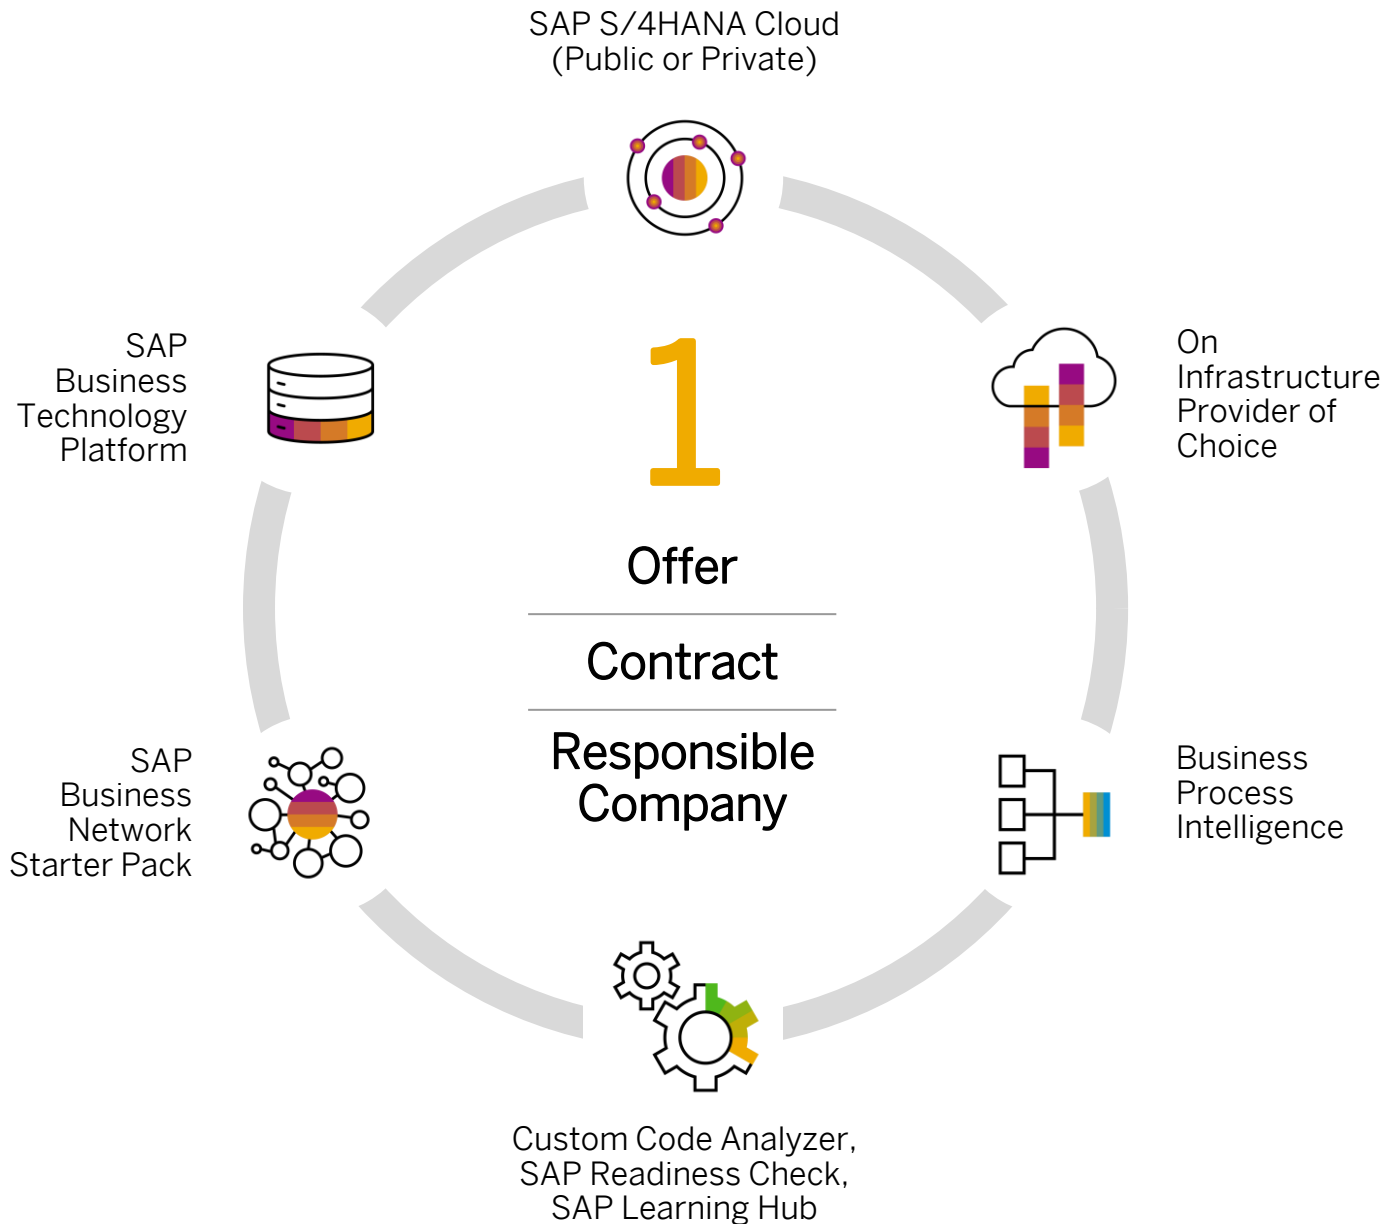 SAP S/4HANA Cloud
(Public or Private)
SAP
Business
Technology
Platform
1
On
Infrastructure
Provider of
Choice
Offer
Contract
Responsible
Company
SAP
Business
Network
Starter Pack
Business
Process
Intelligence
Custom Code Analyzer,
SAP Readiness Check,
SAP Learning Hub